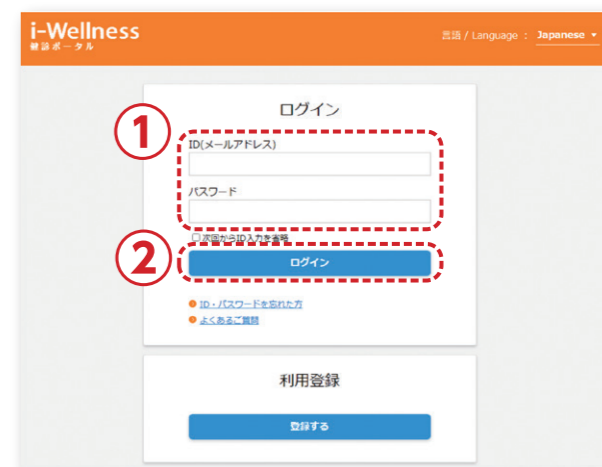 i-Wellness
健診ポータル
言語 / Language : Japanese
ログイン
①
ID(メールアドレス)
パスワード
次回からID入力を省略
②
ログイン
ID・パスワードを忘れた方
よくあるご質問
利用登録
登録する